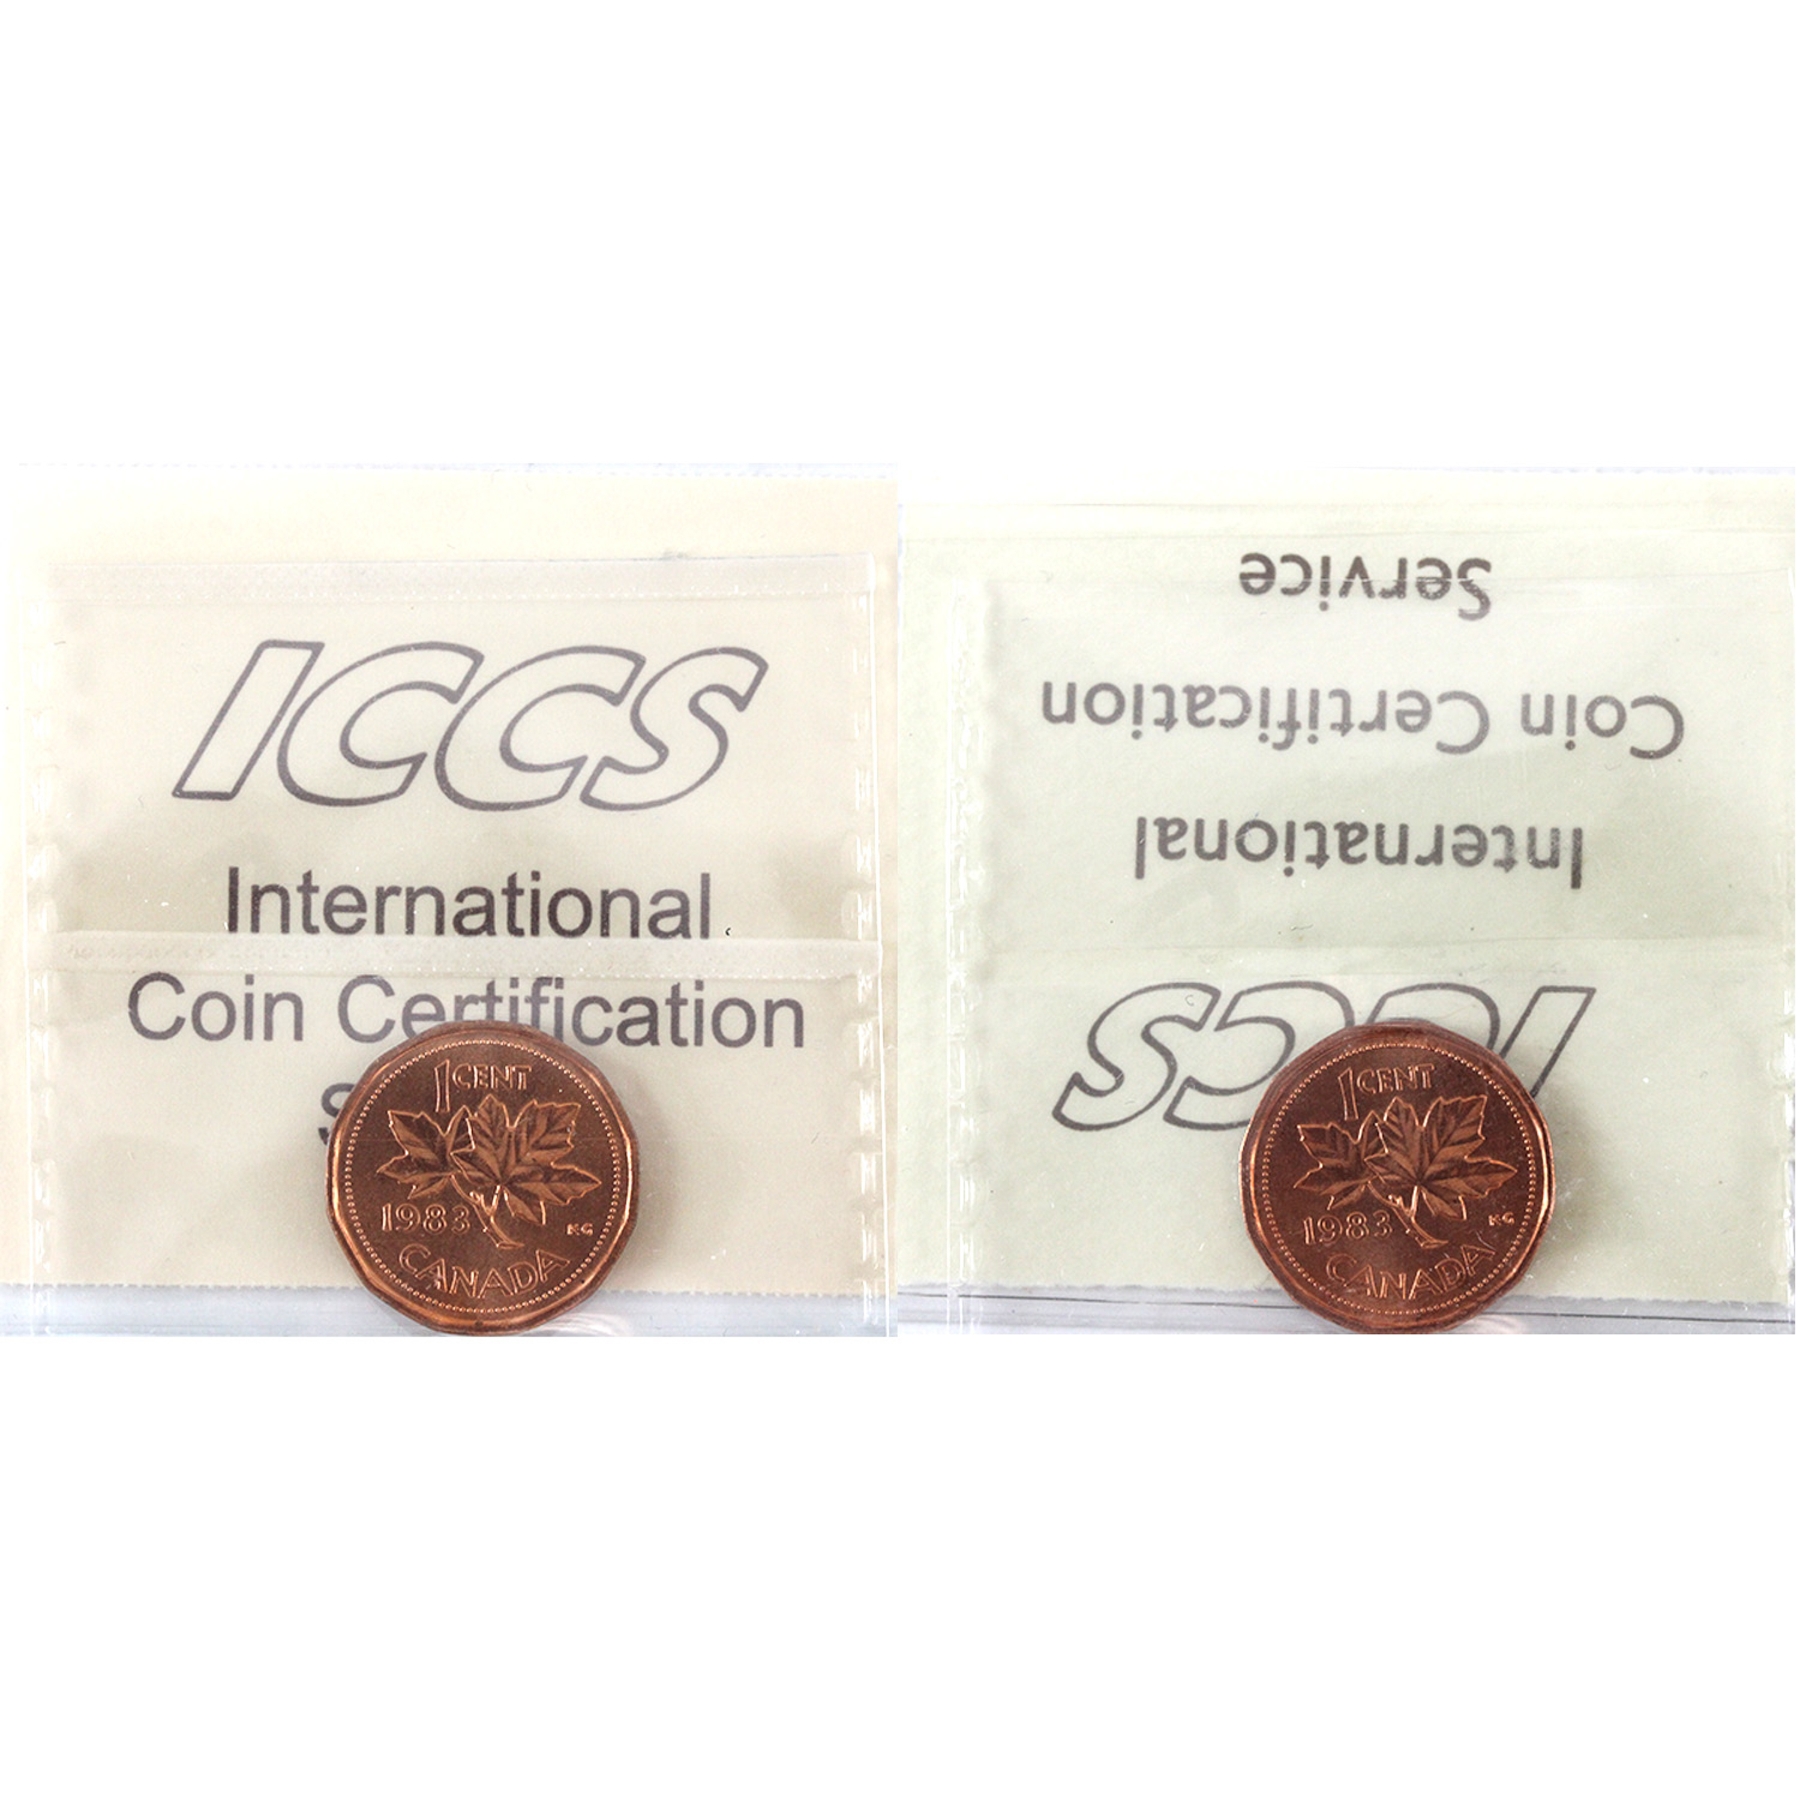 ICCS
International
Coin Certification
1 CENT
1983
KG
CANADA
ICCS
International
Coin Certification
Service
1 CENT
1983
KG
CANADA